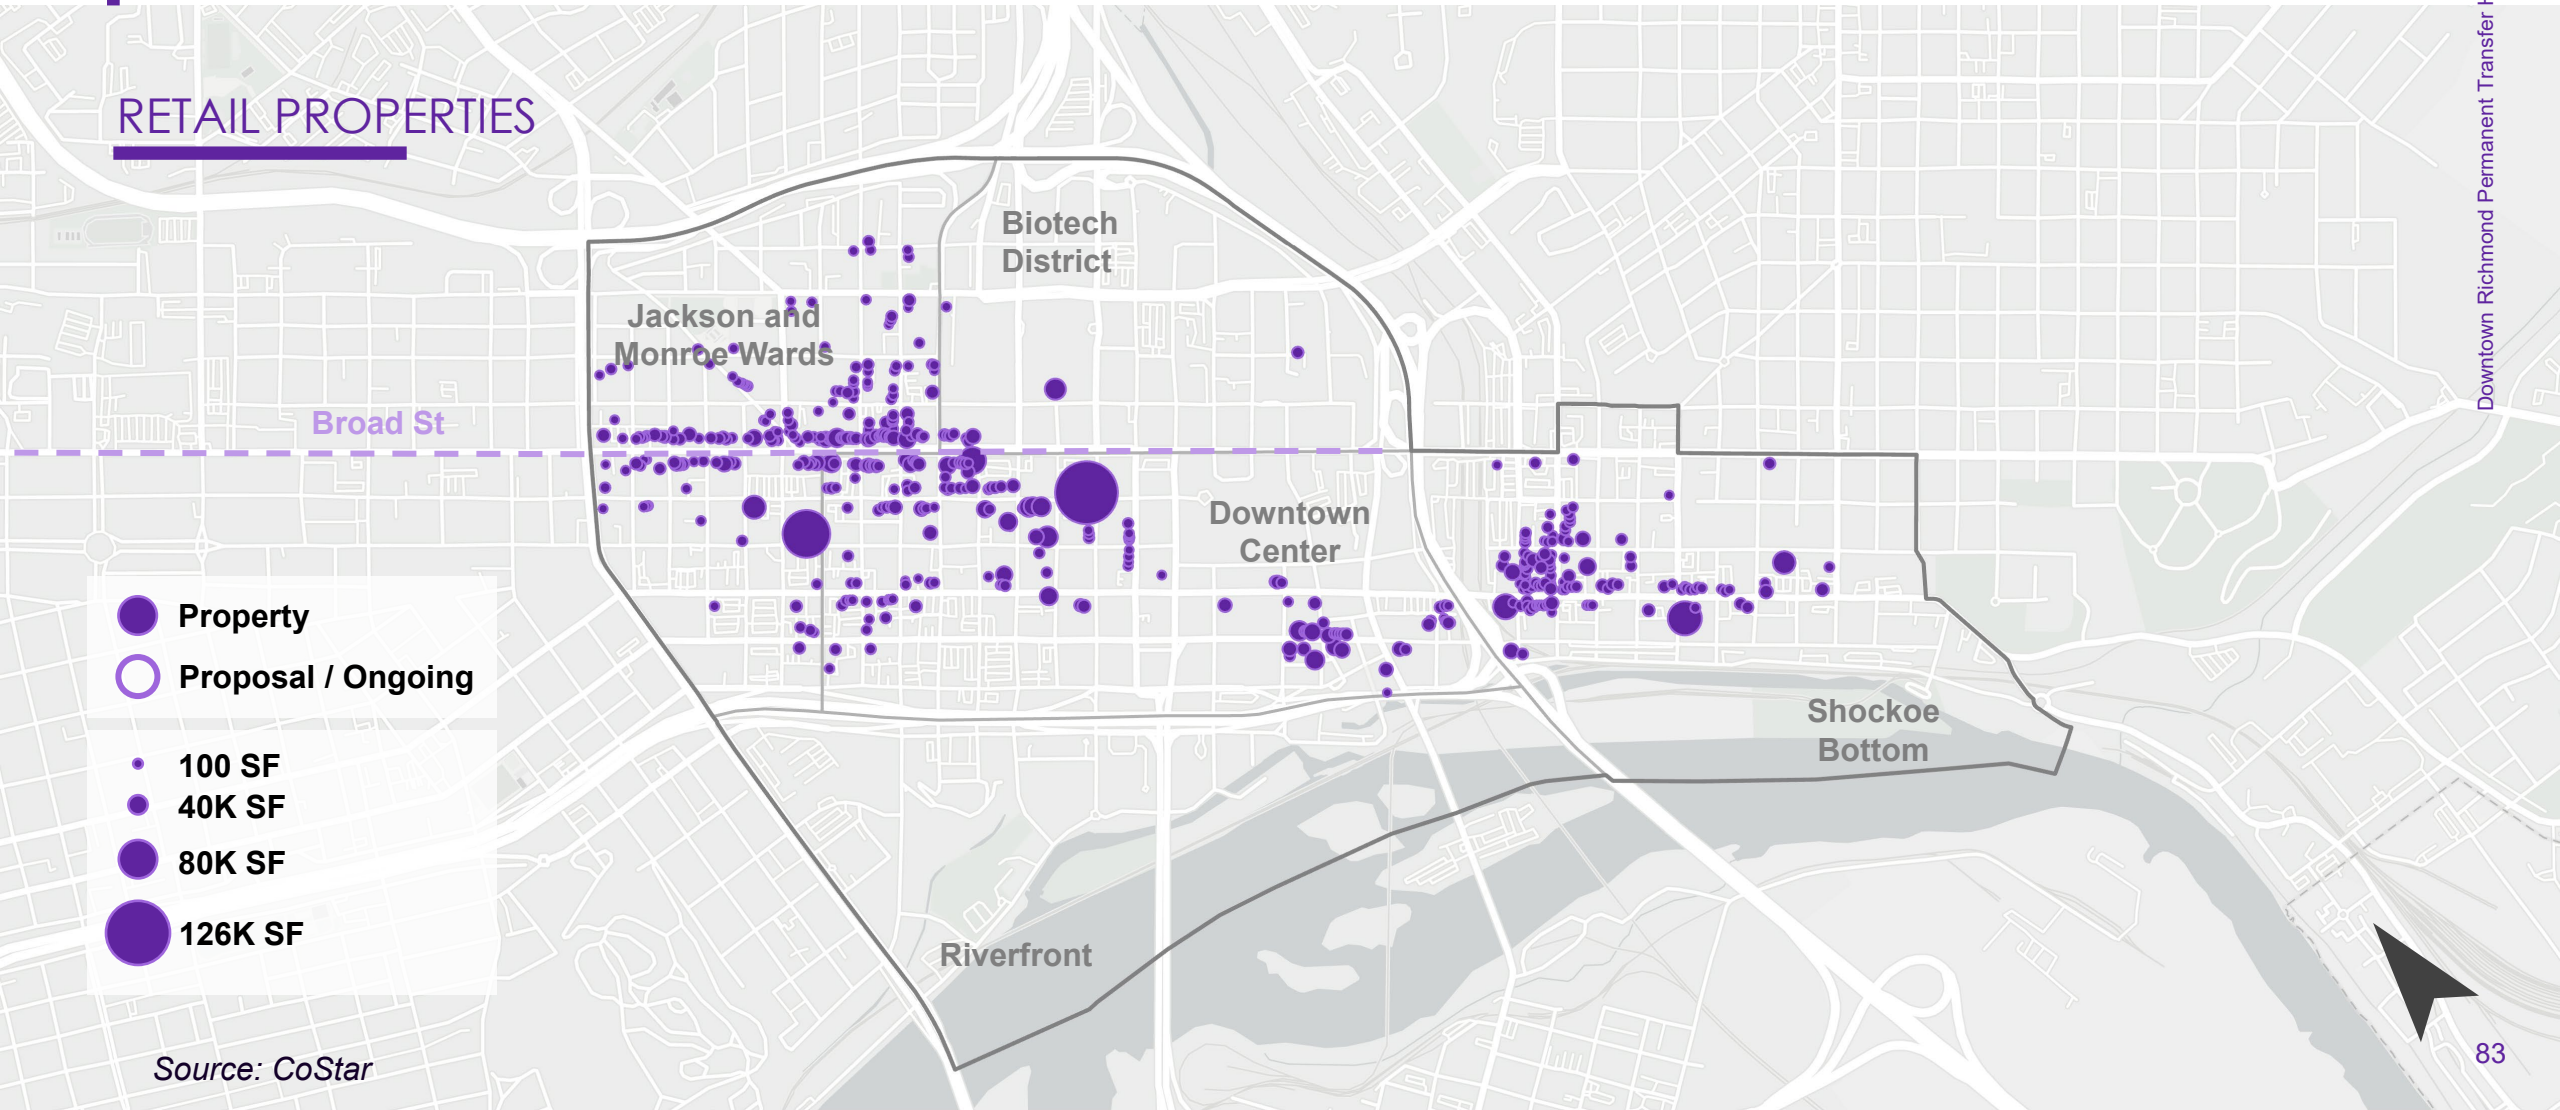 RETAIL PROPERTIES
Biotech
District
Jackson and
Monroe Wards
Broad St
Downtown
Center
Property
Proposal / Ongoing
Shockoe
Bottom
100 SF
40K SF
80K SF
126K SF
Riverfront
Source: CoStar
Downtown Richmond Permanent Transfer
83